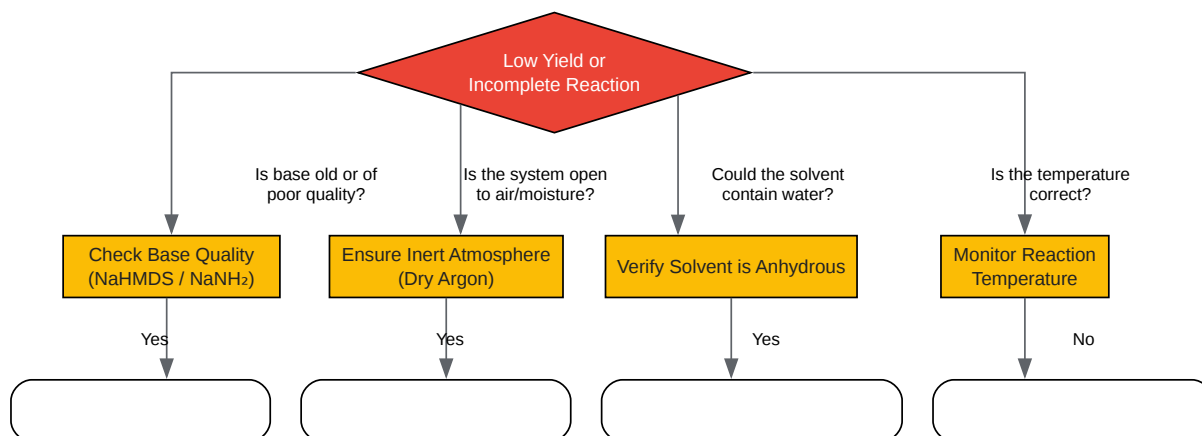 Low Yield or
Incomplete Reaction
Is base old or of
poor quality?
Is the system open
to air/moisture?
Could the solvent
contain water?
Is the temperature
correct?
Check Base Quality
(NaHMDS / NaNH₂)
Ensure Inert Atmosphere
(Dry Argon)
Verify Solvent is Anhydrous
Monitor Reaction
Temperature
Yes
Yes
Yes
No